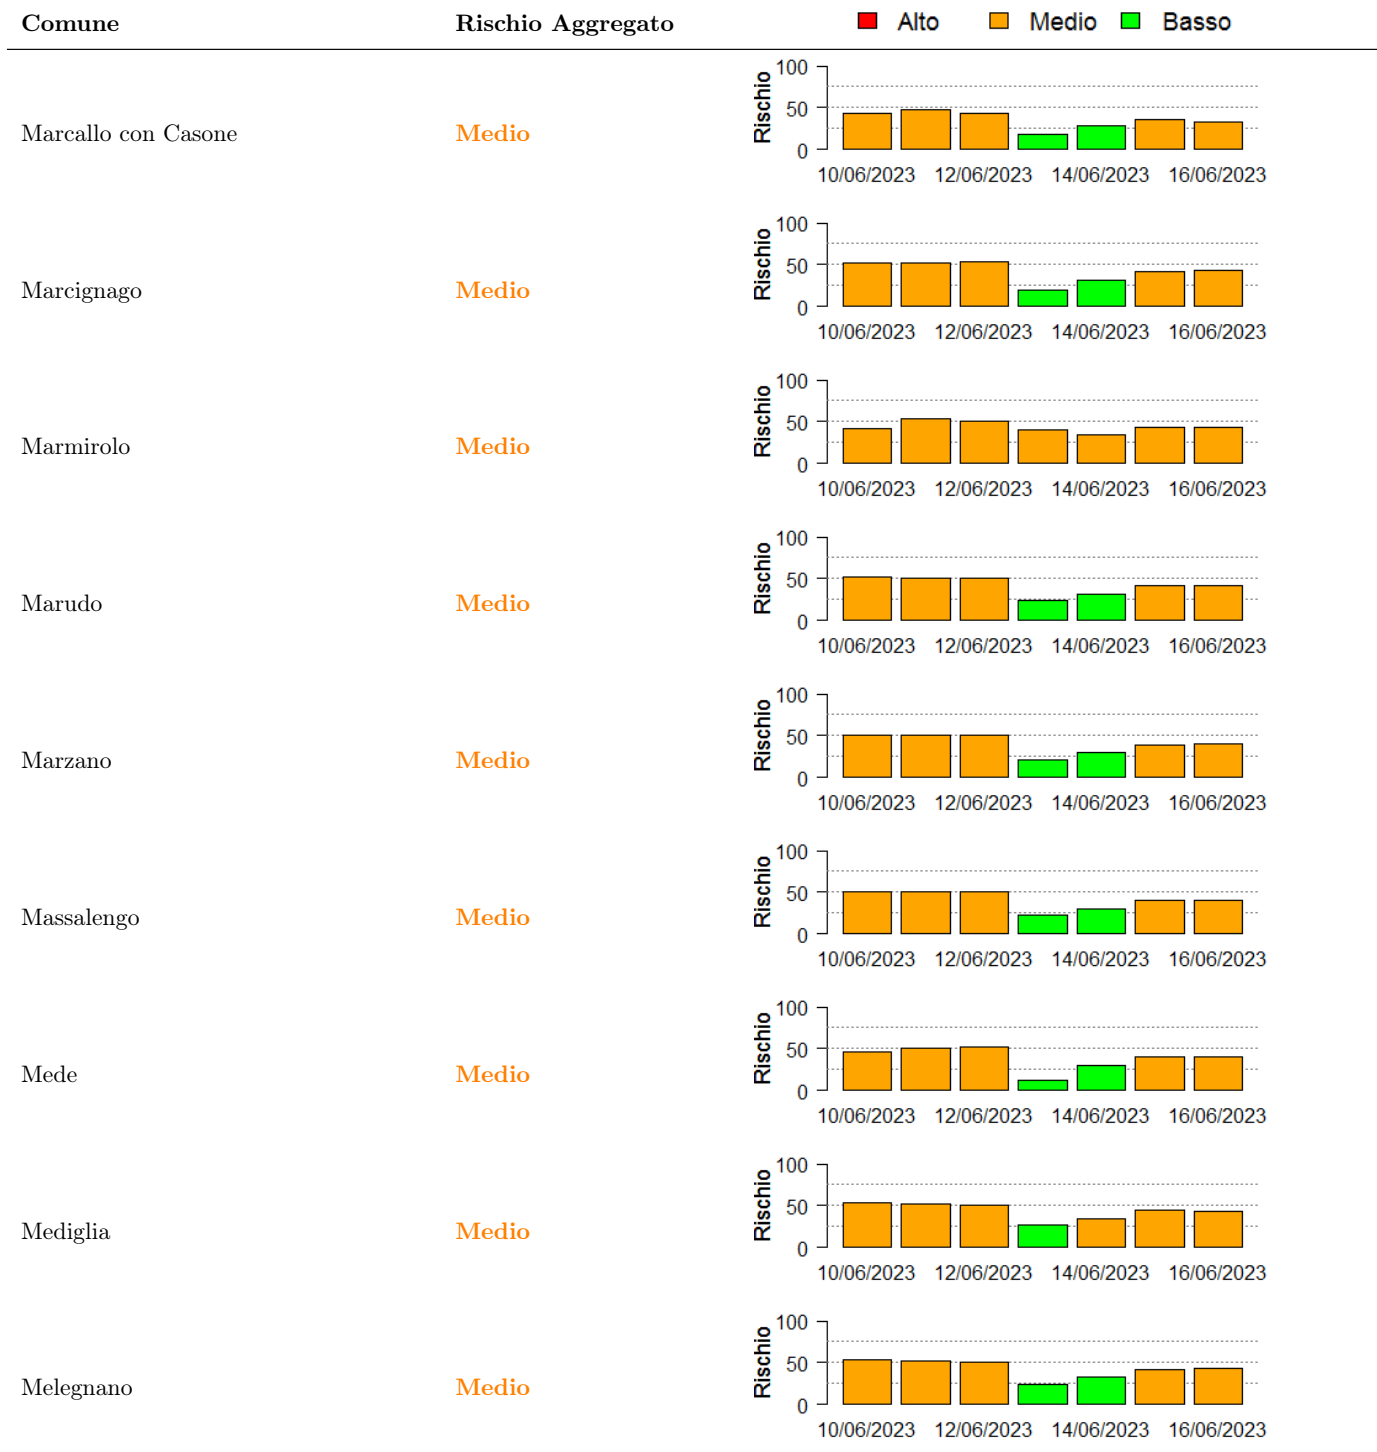 Comune Rischio Aggregato Alto Medio Basso
Marcallo con Casone Medio Rischio 100 50 0
10/06/2023 12/06/2023 14/06/2023 16/06/2023
Marcignago Medio Rischio 100 50 0
10/06/2023 12/06/2023 14/06/2023 16/06/2023
Marmirolo Medio Rischio 100 50 0
10/06/2023 12/06/2023 14/06/2023 16/06/2023
Marudo Medio Rischio 100 50 0
10/06/2023 12/06/2023 14/06/2023 16/06/2023
Marzano Medio Rischio 100 50 0
10/06/2023 12/06/2023 14/06/2023 16/06/2023
Massalengo Medio Rischio 100 50 0
10/06/2023 12/06/2023 14/06/2023 16/06/2023
Mede Medio Rischio 100 50 0
10/06/2023 12/06/2023 14/06/2023 16/06/2023
Mediglia Medio Rischio 100 50 0
10/06/2023 12/06/2023 14/06/2023 16/06/2023
Melegnano Medio Rischio 100 50 0
10/06/2023 12/06/2023 14/06/2023 16/06/2023